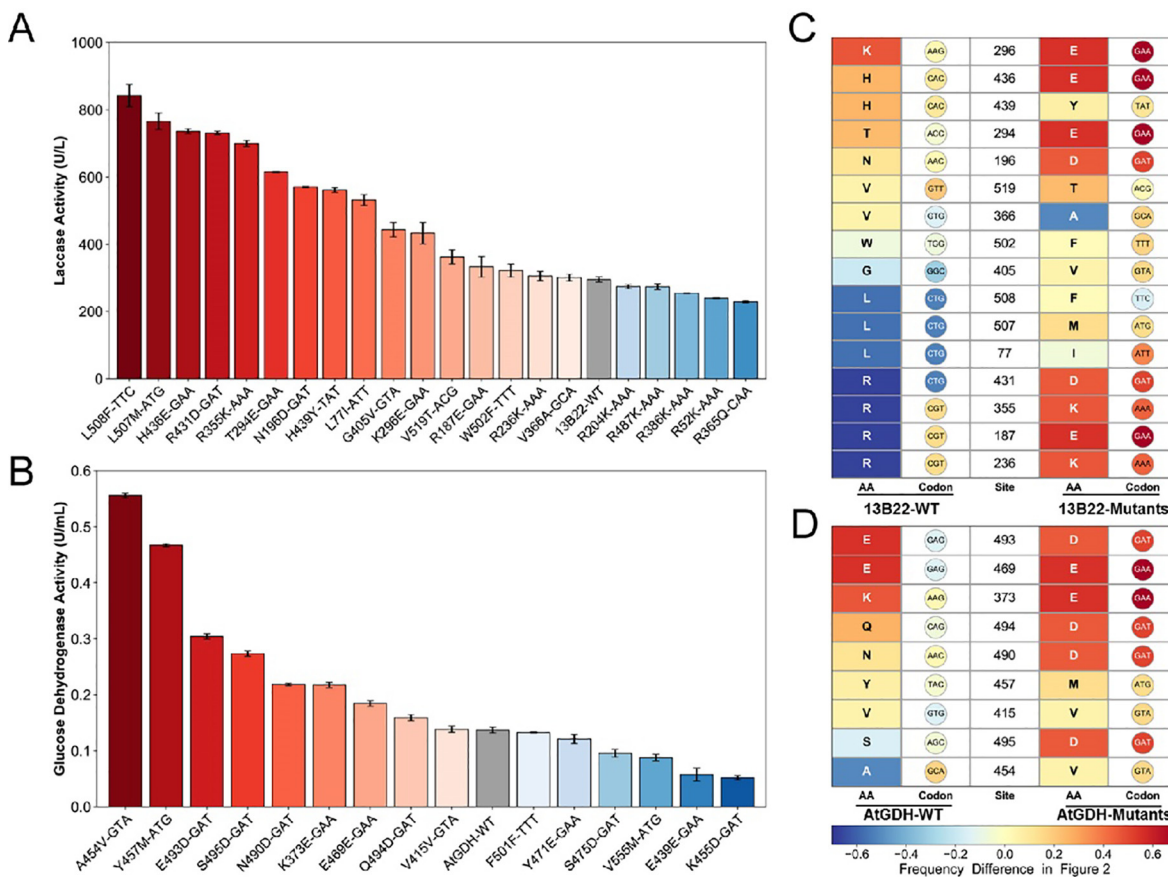 A
Laccase Activity (U/L)
1000
800
600
400
200
0
L508F-TTC
L507M-ATG
H436E-GAA
R431D-GAT
R355K-AAA
T294E-GAA
N196D-GAT
H439Y-TAT
L77I-ATT
G405V-GTA
K296E-GAA
V519T-ACG
R187E-GAA
W502F-TTT
R236K-AAA
V366A-GCA
13B22-WT
R204K-AAA
R487K-AAA
R386K-AAA
R52K-AAA
R365Q-CAA
B
Glucose Dehydrogenase Activity (U/mL)
0.6
0.5
0.4
0.3
0.2
0.1
0.0
A454V-GTA
Y457M-ATG
E493D-GAT
S495D-GAT
N490D-GAT
K373E-GAA
E469E-GAA
Q494D-GAT
V415V-GTA
AtGDH-WT
F501F-TTT
Y471E-GAA
S475D-GAT
V555M-ATG
E439E-GAA
K455D-GAT
C
K AAG 296 E GAA
H CAC 436 E GAA
H CAC 439 Y TAT
T ACC 294 E GAA
N AAC 196 D GAT
V GTT 519 T ACG
V GTG 366 A GCA
W TGG 502 F TTT
G GGC 405 V GTA
L CTG 508 F TTC
L CTG 507 M ATG
L CTG 77 I ATT
R CTG 431 D GAT
R CGT 355 K AAA
R CGT 187 E GAA
R CGT 236 K AAA
AA Codon Site AA Codon
13B22-WT 13B22-Mutants
D
E GAG 493 D GAT
E GAG 469 E GAA
K AAG 373 E GAA
Q CAG 494 D GAT
N AAC 490 D GAT
Y TAC 457 M ATG
V GTG 415 V GTA
S AGC 495 D GAT
A GCA 454 V GTA
AA Codon Site AA Codon
AtGDH-WT AtGDH-Mutants
−0.6 −0.4 −0.2 0.0 0.2 0.4 0.6
Frequency Difference in Figure 2